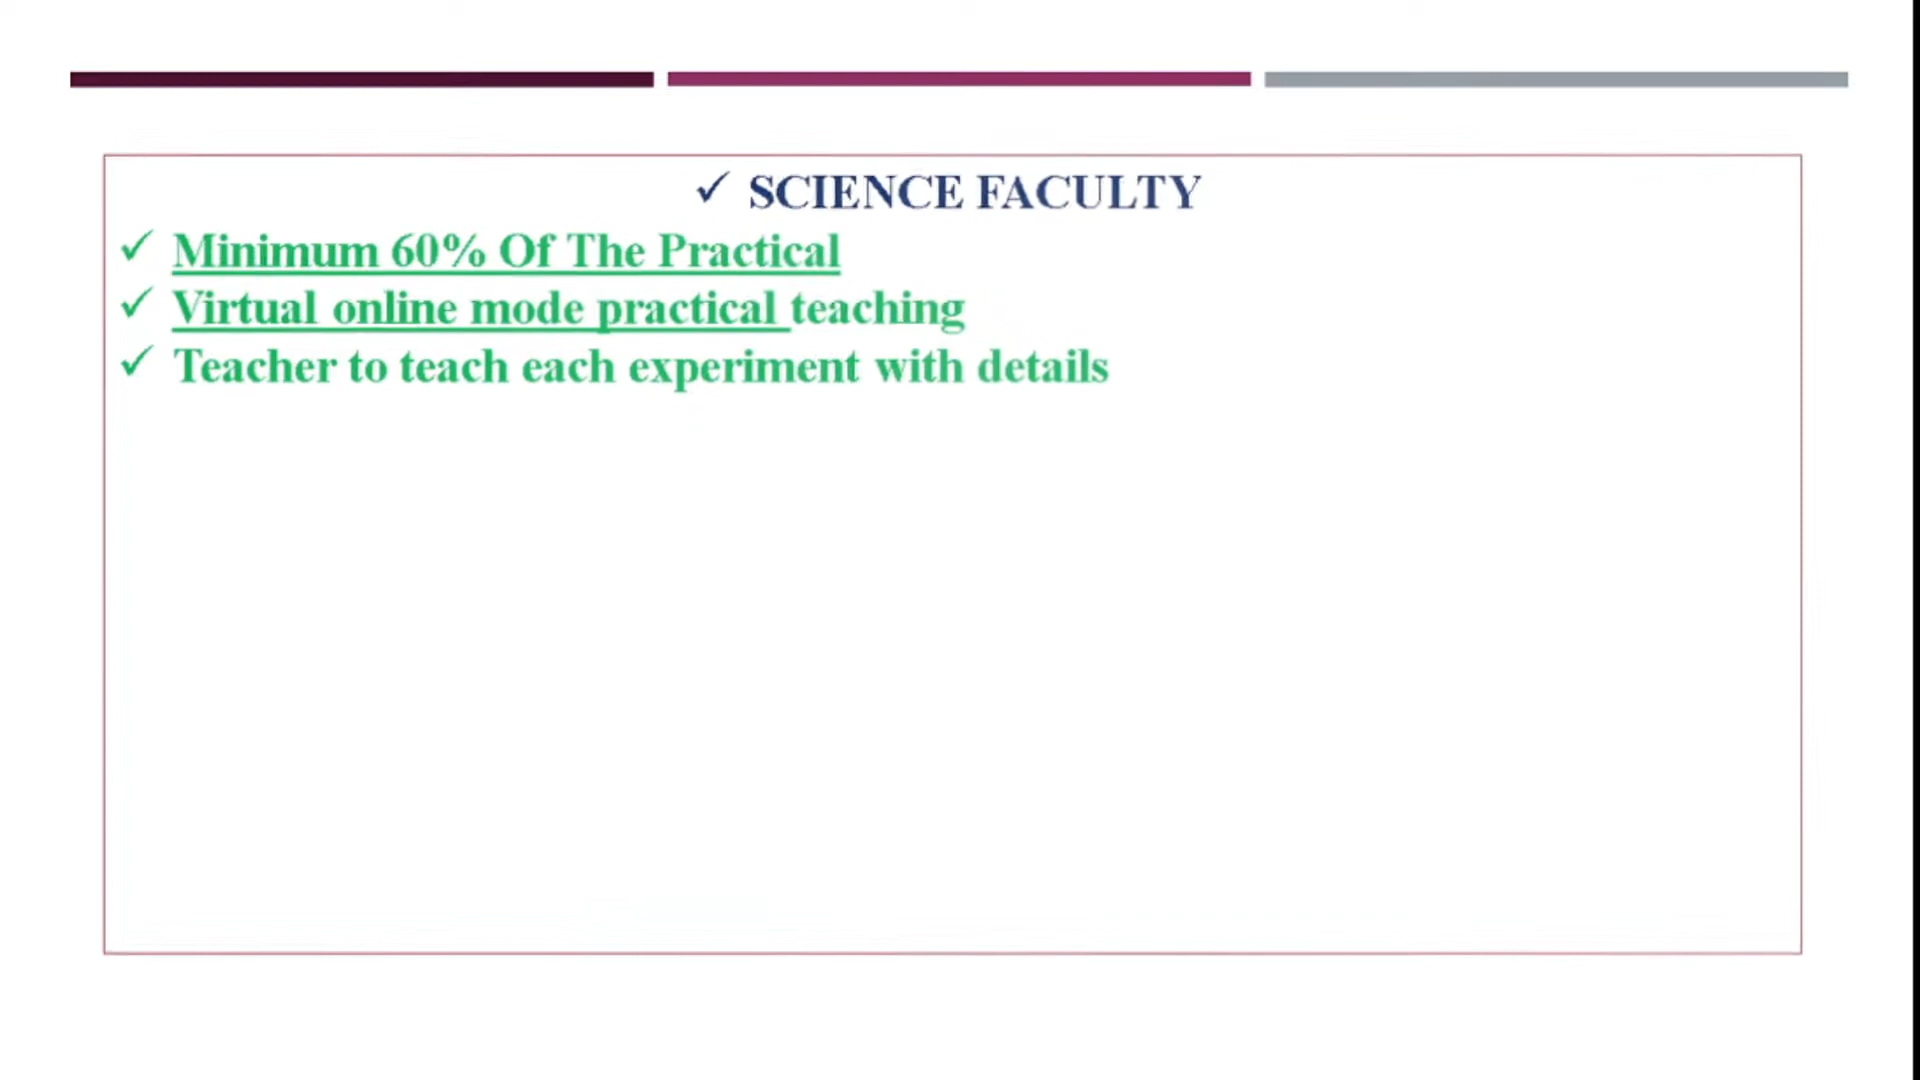 ✓ SCIENCE FACULTY
✓ Minimum 60% Of The Practical
✓ Virtual online mode practical teaching
✓ Teacher to teach each experiment with details